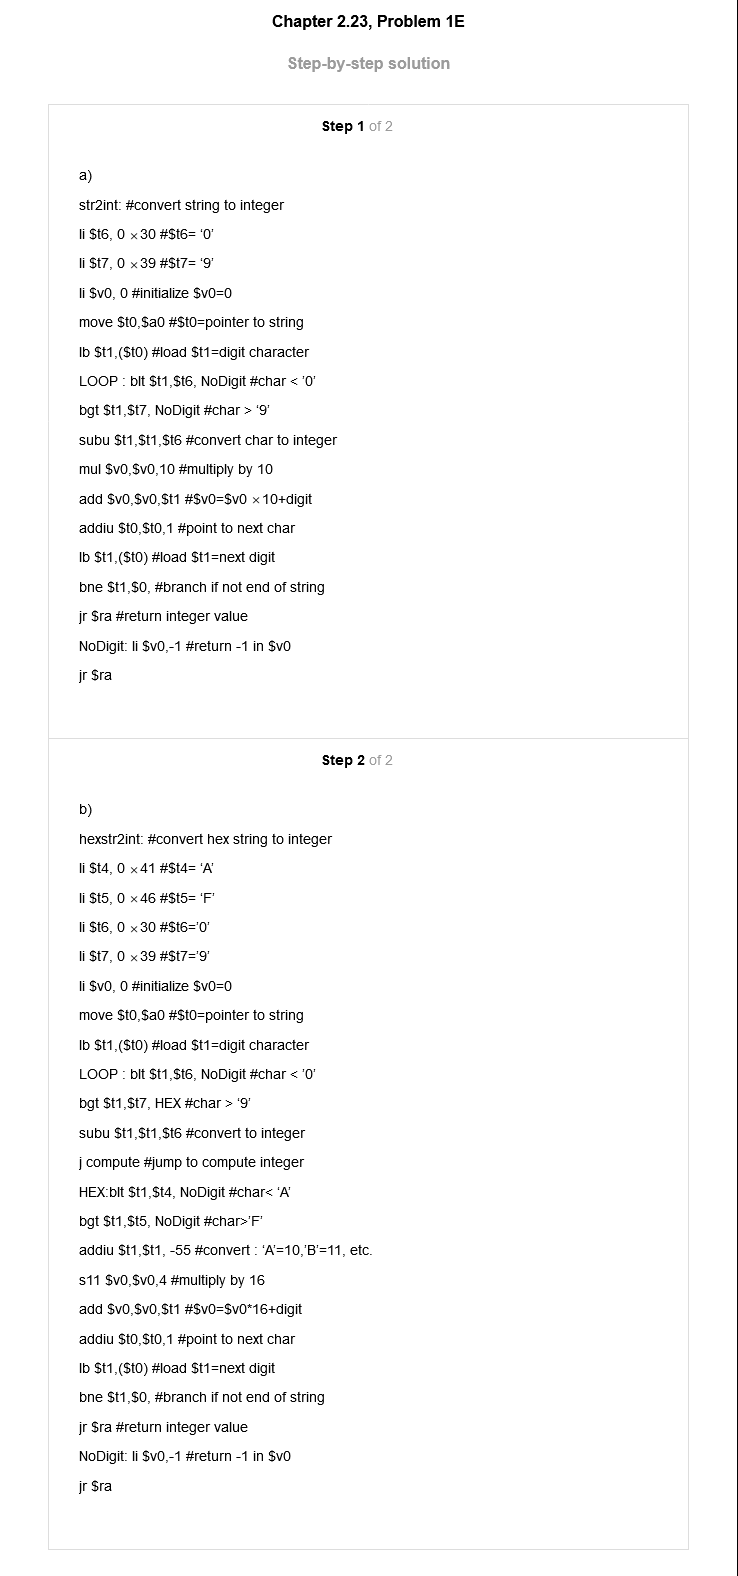 Chapter 2.23, Problem 1E
Step-by-step solution
Step 1 of 2
a)
str2int: #convert string to integer
li $t6, 0 ×30 #$t6= ‘0’
li $t7, 0 ×39 #$t7= ‘9’
li $v0, 0 #initialize $v0=0
move $t0,$a0 #$t0=pointer to string
lb $t1,($t0) #load $t1=digit character
LOOP : blt $t1,$t6, NoDigit #char < ’0’
bgt $t1,$t7, NoDigit #char > ‘9’
subu $t1,$t1,$t6 #convert char to integer
mul $v0,$v0,10 #multiply by 10
add $v0,$v0,$t1 #$v0=$v0 ×10+digit
addiu $t0,$t0,1 #point to next char
lb $t1,($t0) #load $t1=next digit
bne $t1,$0, #branch if not end of string
jr $ra #return integer value
NoDigit: li $v0,-1 #return -1 in $v0
jr $ra
Step 2 of 2
b)
hexstr2int: #convert hex string to integer
li $t4, 0 ×41 #$t4= ‘A’
li $t5, 0 ×46 #$t5= ‘F’
li $t6, 0 ×30 #$t6=’0’
li $t7, 0 ×39 #$t7=’9’
li $v0, 0 #initialize $v0=0
move $t0,$a0 #$t0=pointer to string
lb $t1,($t0) #load $t1=digit character
LOOP : blt $t1,$t6, NoDigit #char < ’0’
bgt $t1,$t7, HEX #char > ‘9’
subu $t1,$t1,$t6 #convert to integer
j compute #jump to compute integer
HEX:blt $t1,$t4, NoDigit #char< ‘A’
bgt $t1,$t5, NoDigit #char>’F’
addiu $t1,$t1, -55 #convert : ‘A’=10,’B’=11, etc.
s11 $v0,$v0,4 #multiply by 16
add $v0,$v0,$t1 #$v0=$v0*16+digit
addiu $t0,$t0,1 #point to next char
lb $t1,($t0) #load $t1=next digit
bne $t1,$0, #branch if not end of string
jr $ra #return integer value
NoDigit: li $v0,-1 #return -1 in $v0
jr $ra